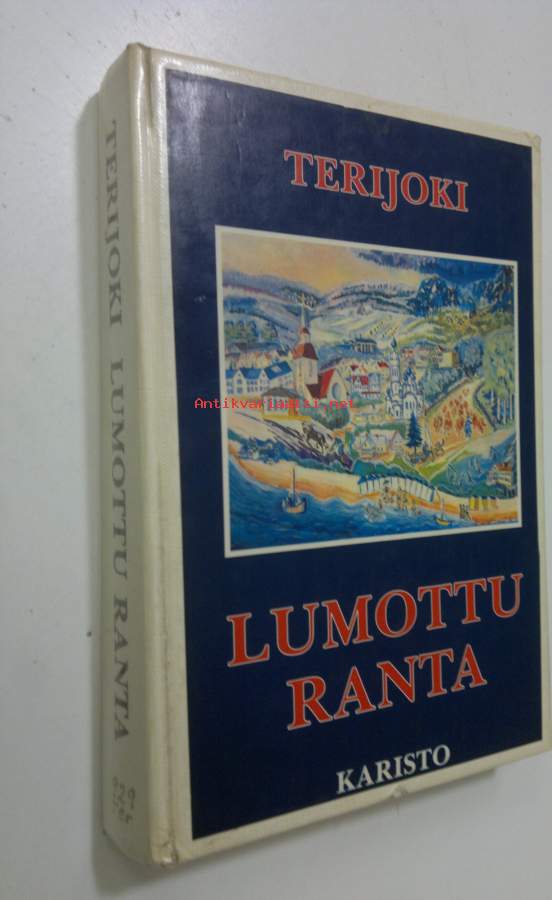 TERIJOKI
LUMOTTU
RANTA
KARISTO
TERIJOKI LUMOTTU RANTA
Antikvariaatti.net